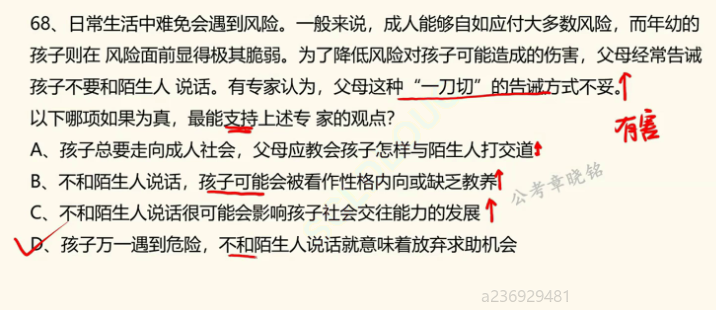 68、日常生活中难免会遇到风险。一般来说，成人能够自如应付大多数风险，而年幼的
孩子则在 风险面前显得极其脆弱。为了降低风险对孩子可能造成的伤害，父母经常告诫
孩子不要和陌生人 说话。有专家认为，父母这种“一刀切”的告诫方式不妥。
有害
以下哪项如果为真，最能支持上述专 家的观点？
A、孩子总要走向成人社会，父母应教会孩子怎样与陌生人打交道
B、不和陌生人说话，孩子可能会被看作性格内向或缺乏教养
公考章晓铭
C、不和陌生人说话很可能会影响孩子社会交往能力的发展
D、孩子万一遇到危险，不和陌生人说话就意味着放弃求助机会
a236929481